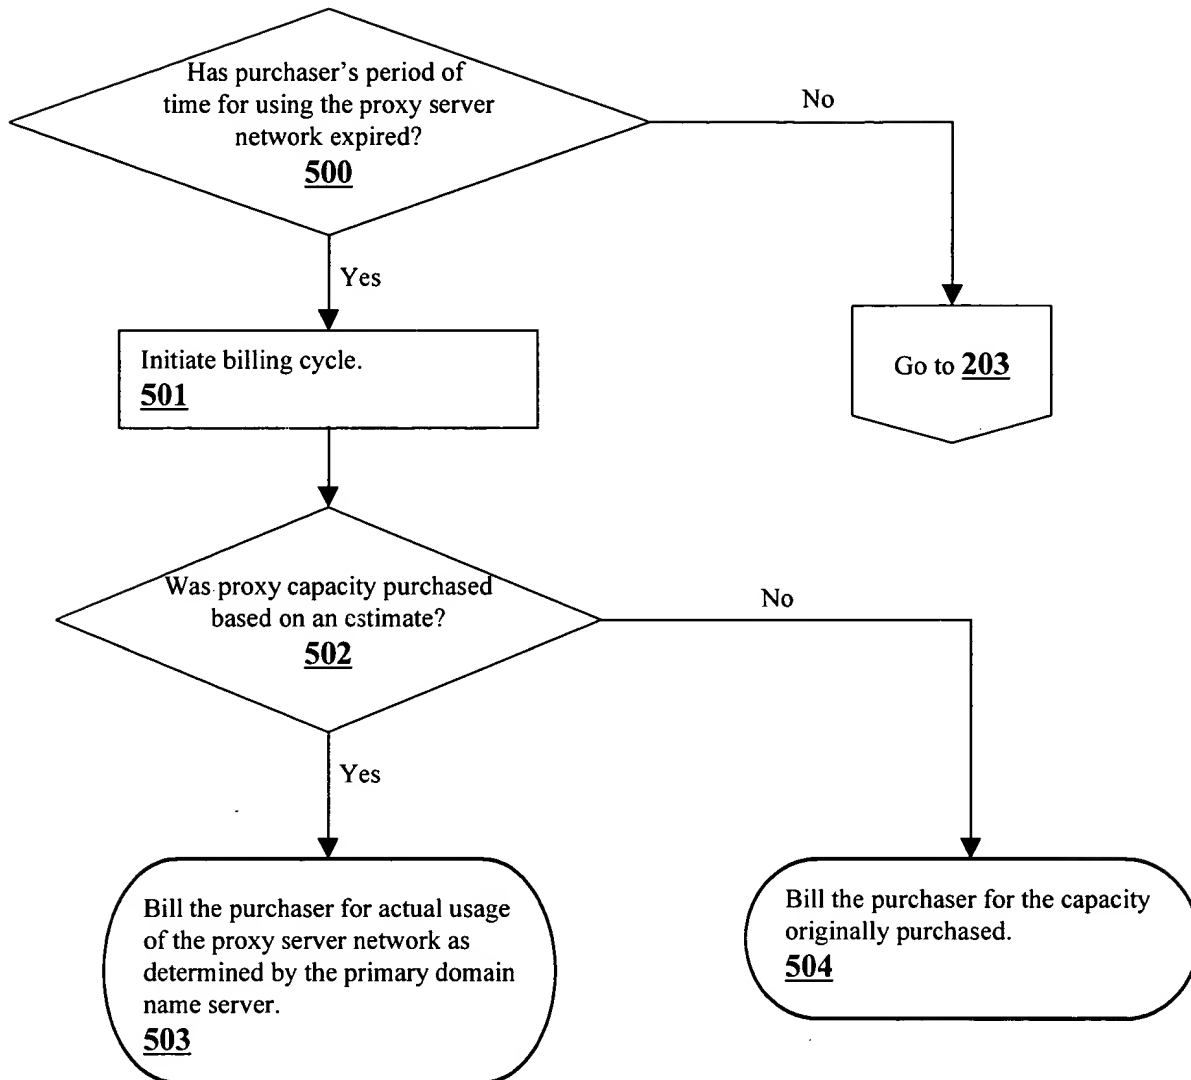 Has purchaser's period of
time for using the proxy server
network expired?
500
No
Yes
Initiate billing cycle.
501
Go to 203
Was proxy capacity purchased
based on an estimate?
502
No
Yes
Bill the purchaser for actual usage
of the proxy server network as
determined by the primary domain
name server.
503
Bill the purchaser for the capacity
originally purchased.
504